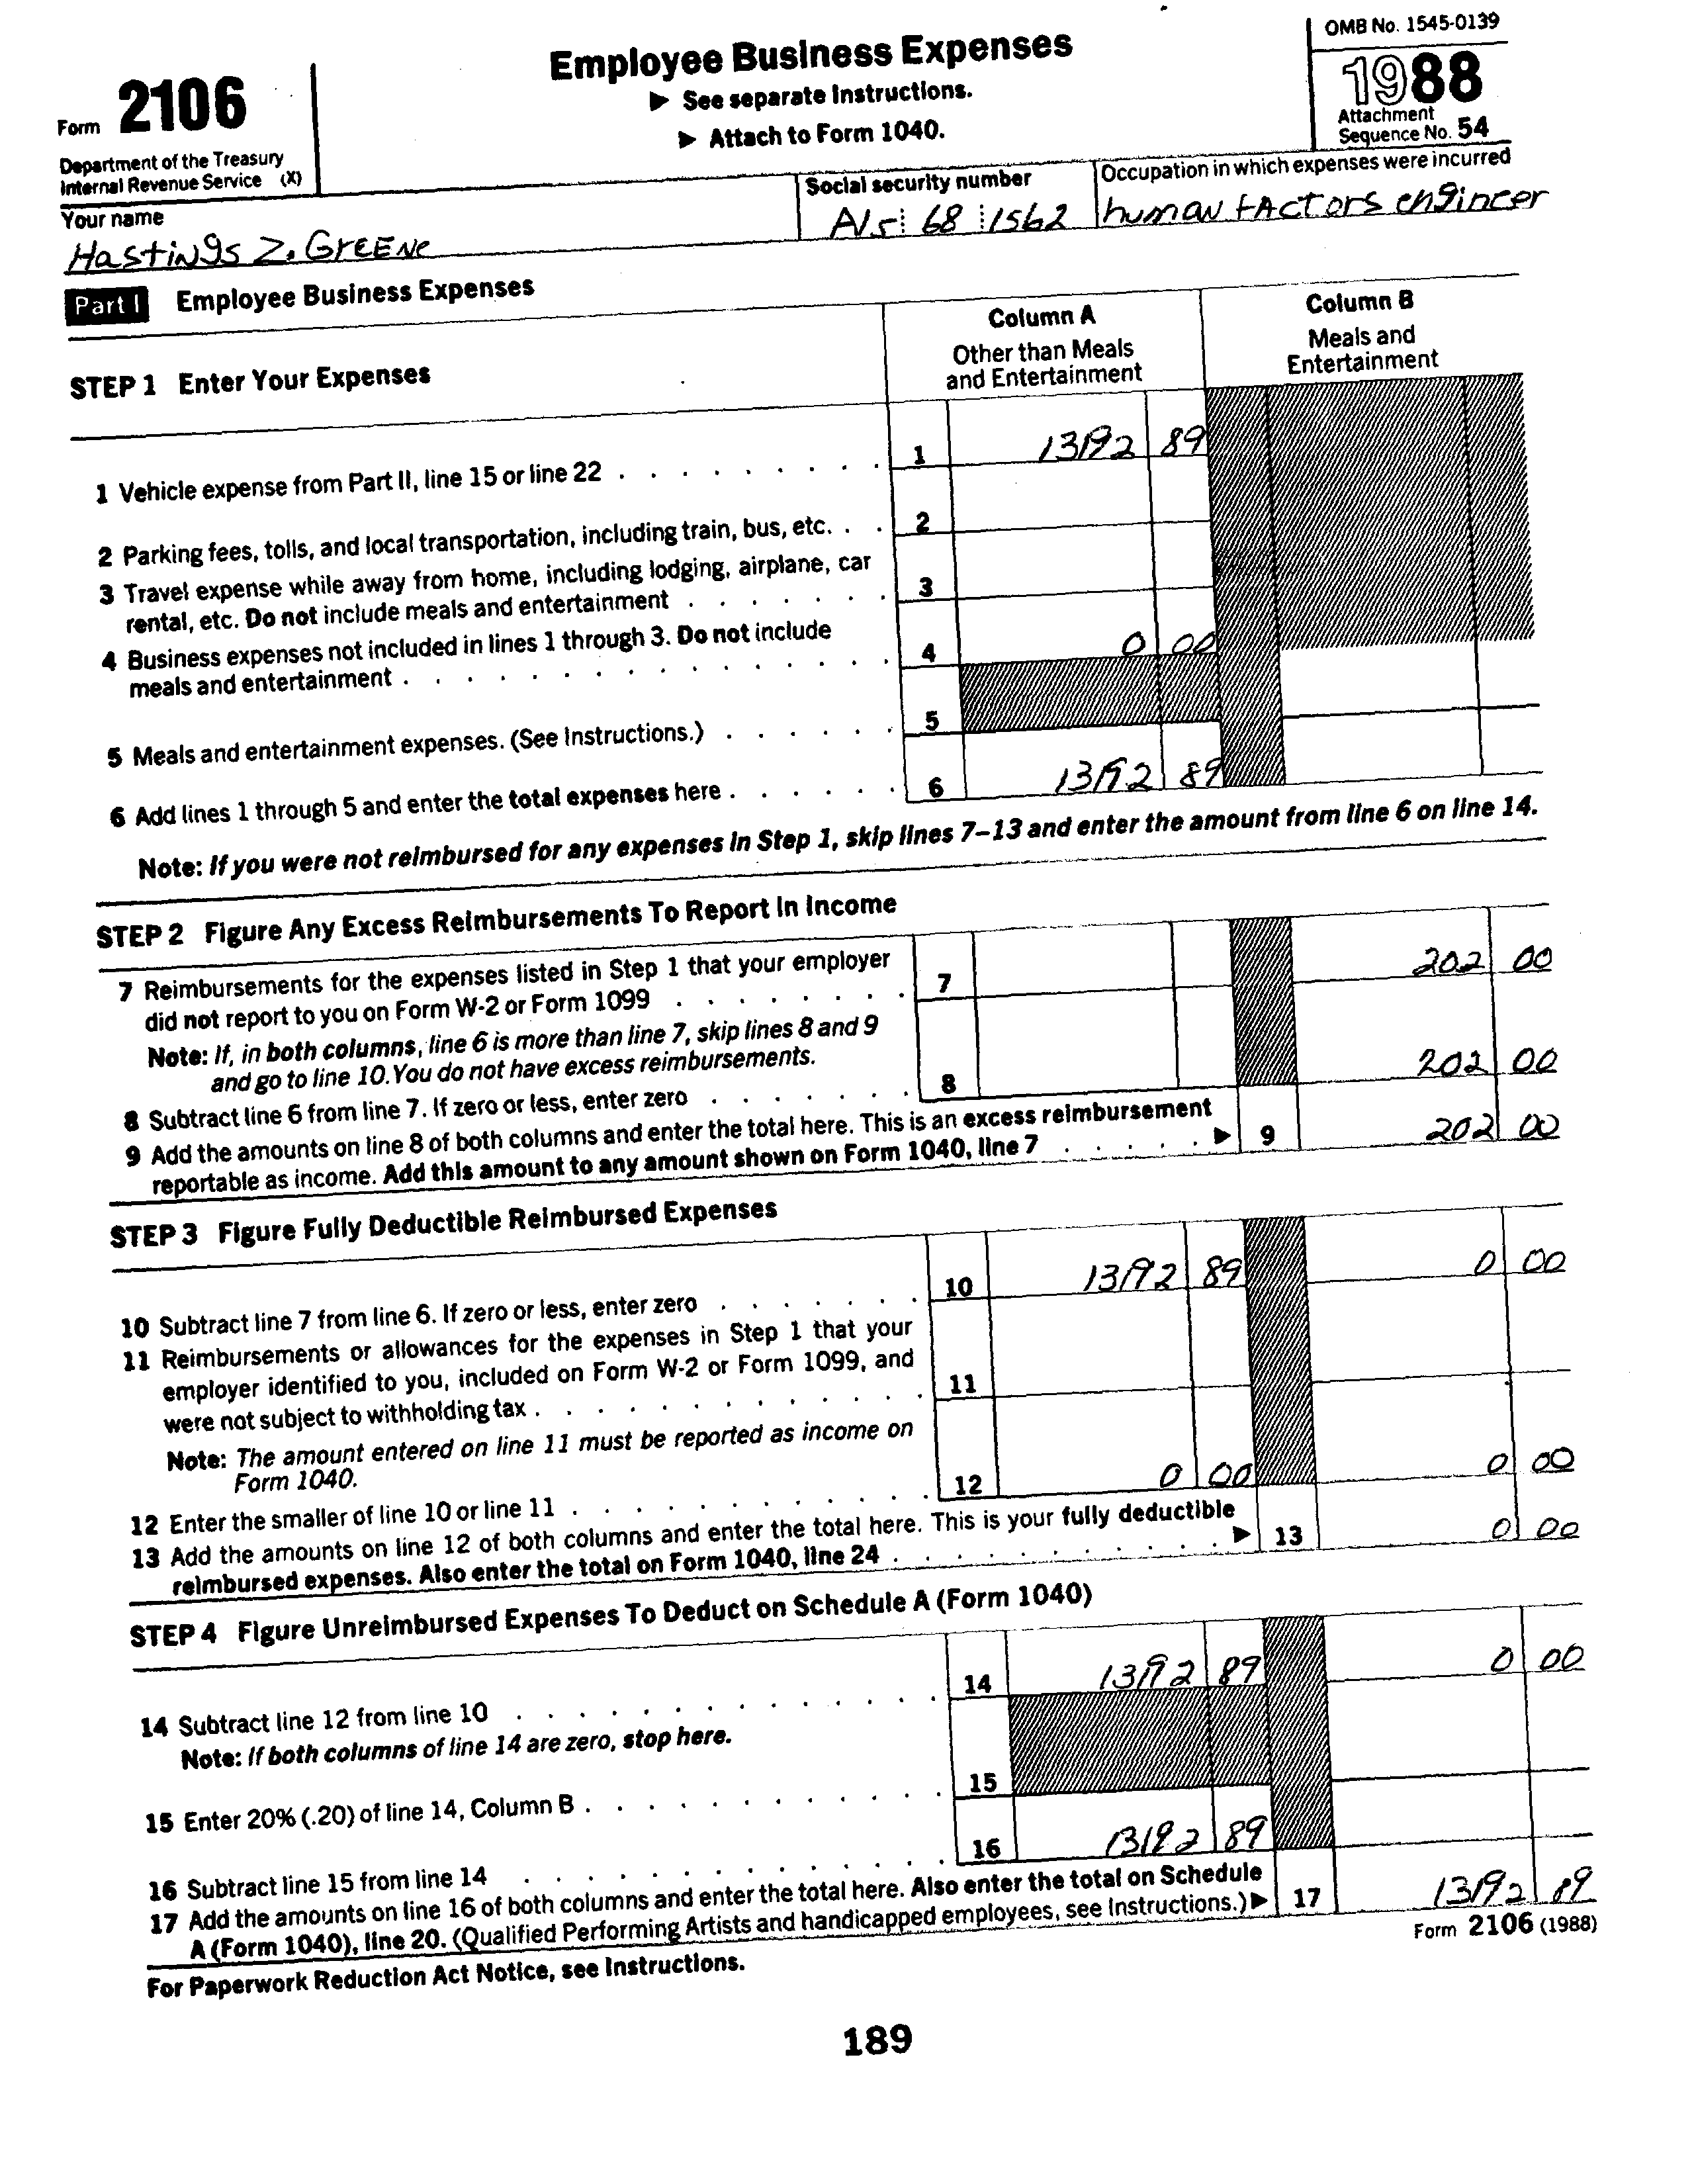 Form 2106
Department of the Treasury
Internal Revenue Service (X)
Employee Business Expenses
▶ See separate Instructions.
▶ Attach to Form 1040.
OMB No. 1545-0139
1988
Attachment
Sequence No. 54
Your name
Hastings Z. Greene
Social security number
68 1562
Occupation in which expenses were incurred
human factors engineer
Part I Employee Business Expenses
STEP 1 Enter Your Expenses
Column A
Other than Meals
and Entertainment
Column B
Meals and
Entertainment
1 Vehicle expense from Part II, line 15 or line 22 . . . . . . . . . 1 13192 89
2 Parking fees, tolls, and local transportation, including train, bus, etc. . . 2
3 Travel expense while away from home, including lodging, airplane, car
rental, etc. Do not include meals and entertainment . . . . . . . 3
4 Business expenses not included in lines 1 through 3. Do not include
meals and entertainment . . . . . . . . . . . . . . . 4 0 00
5 Meals and entertainment expenses. (See Instructions.) . . . . . . 5
6 Add lines 1 through 5 and enter the total expenses here . . . . . . 6 13192 89
Note: If you were not reimbursed for any expenses in Step 1, skip lines 7–13 and enter the amount from line 6 on line 14.
STEP 2 Figure Any Excess Reimbursements To Report In Income
7 Reimbursements for the expenses listed in Step 1 that your employer
did not report to you on Form W-2 or Form 1099 . . . . . . . . 7 202 00
Note: If, in both columns, line 6 is more than line 7, skip lines 8 and 9
and go to line 10. You do not have excess reimbursements.
8 Subtract line 6 from line 7. If zero or less, enter zero . . . . . . . 8 202 00
9 Add the amounts on line 8 of both columns and enter the total here. This is an excess reimbursement
reportable as income. Add this amount to any amount shown on Form 1040, line 7 . . . . . ▶ 9 202 00
STEP 3 Figure Fully Deductible Reimbursed Expenses
10 Subtract line 7 from line 6. If zero or less, enter zero . . . . . . . 10 13192 89 0 00
11 Reimbursements or allowances for the expenses in Step 1 that your
employer identified to you, included on Form W-2 or Form 1099, and
were not subject to withholding tax . . . . . . . . . . . . 11
Note: The amount entered on line 11 must be reported as income on
Form 1040.
12 Enter the smaller of line 10 or line 11 . . . . . . . . . . . 12 0 00 0 00
13 Add the amounts on line 12 of both columns and enter the total here. This is your fully deductible
reimbursed expenses. Also enter the total on Form 1040, line 24 . . . . . . . . . . . ▶ 13 0 00
STEP 4 Figure Unreimbursed Expenses To Deduct on Schedule A (Form 1040)
14 Subtract line 12 from line 10 . . . . . . . . . . . . . 14 13192 89 0 00
Note: If both columns of line 14 are zero, stop here.
15 Enter 20% (.20) of line 14, Column B . . . . . . . . . . . 15
16 Subtract line 15 from line 14 . . . . . . . . . . . . . 16 13192 89
17 Add the amounts on line 16 of both columns and enter the total here. Also enter the total on Schedule
A (Form 1040), line 20. (Qualified Performing Artists and handicapped employees, see Instructions.) ▶ 17 13192 89
For Paperwork Reduction Act Notice, see Instructions.
Form 2106 (1988)
189